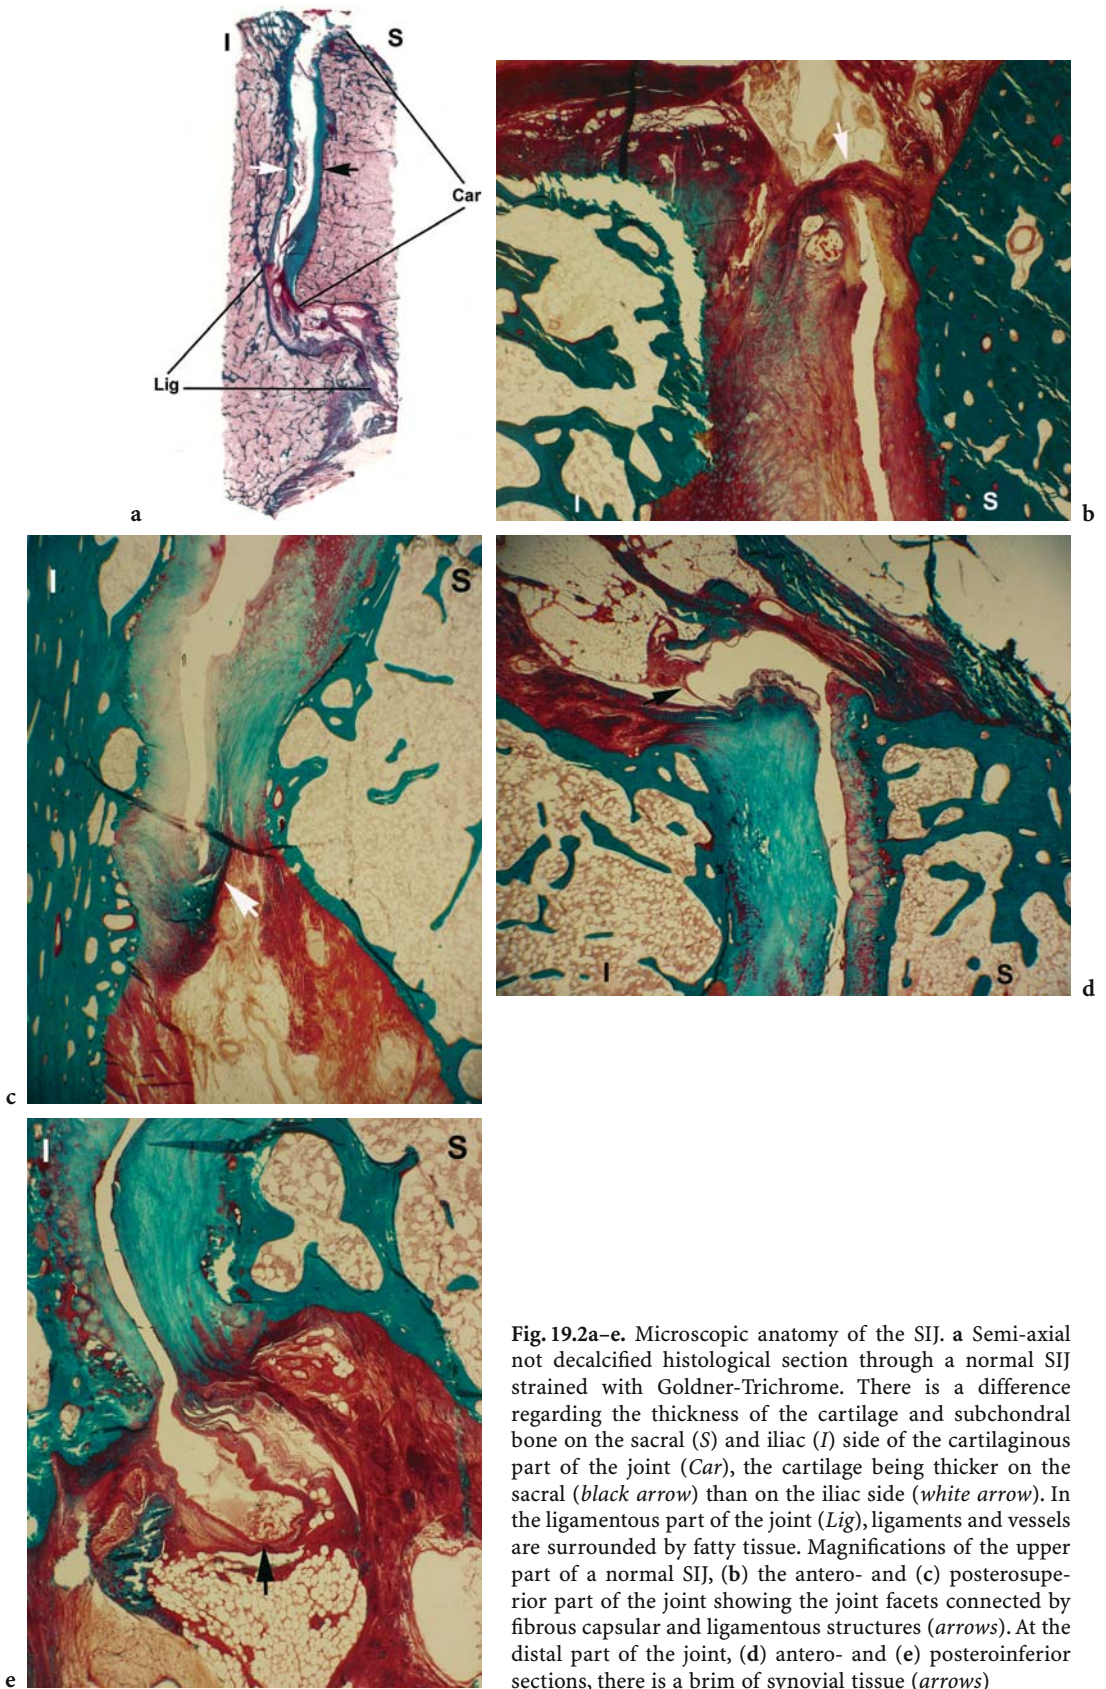 I
S
Car
Lig
a
I
S
b
I
S
c
I
S
d
I
S
e
Fig. 19.2a–e. Microscopic anatomy of the SIJ. a Semi-axial
not decalcified histological section through a normal SIJ
strained with Goldner-Trichrome. There is a difference
regarding the thickness of the cartilage and subchondral
bone on the sacral (S) and iliac (I) side of the cartilaginous
part of the joint (Car), the cartilage being thicker on the
sacral (black arrow) than on the iliac side (white arrow). In
the ligamentous part of the joint (Lig), ligaments and vessels
are surrounded by fatty tissue. Magnifications of the upper
part of a normal SIJ, (b) the antero- and (c) posterosupe-
rior part of the joint showing the joint facets connected by
fibrous capsular and ligamentous structures (arrows). At the
distal part of the joint, (d) antero- and (e) posteroinferior
sections, there is a brim of synovial tissue (arrows)